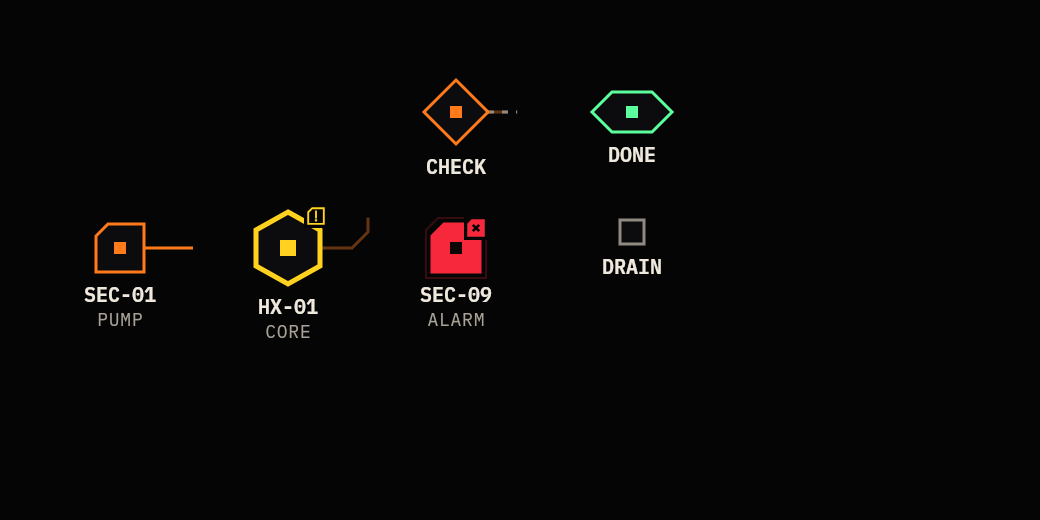 CHECK
DONE
SEC-01
PUMP
!
HX-01
CORE
SEC-09
ALARM
DRAIN